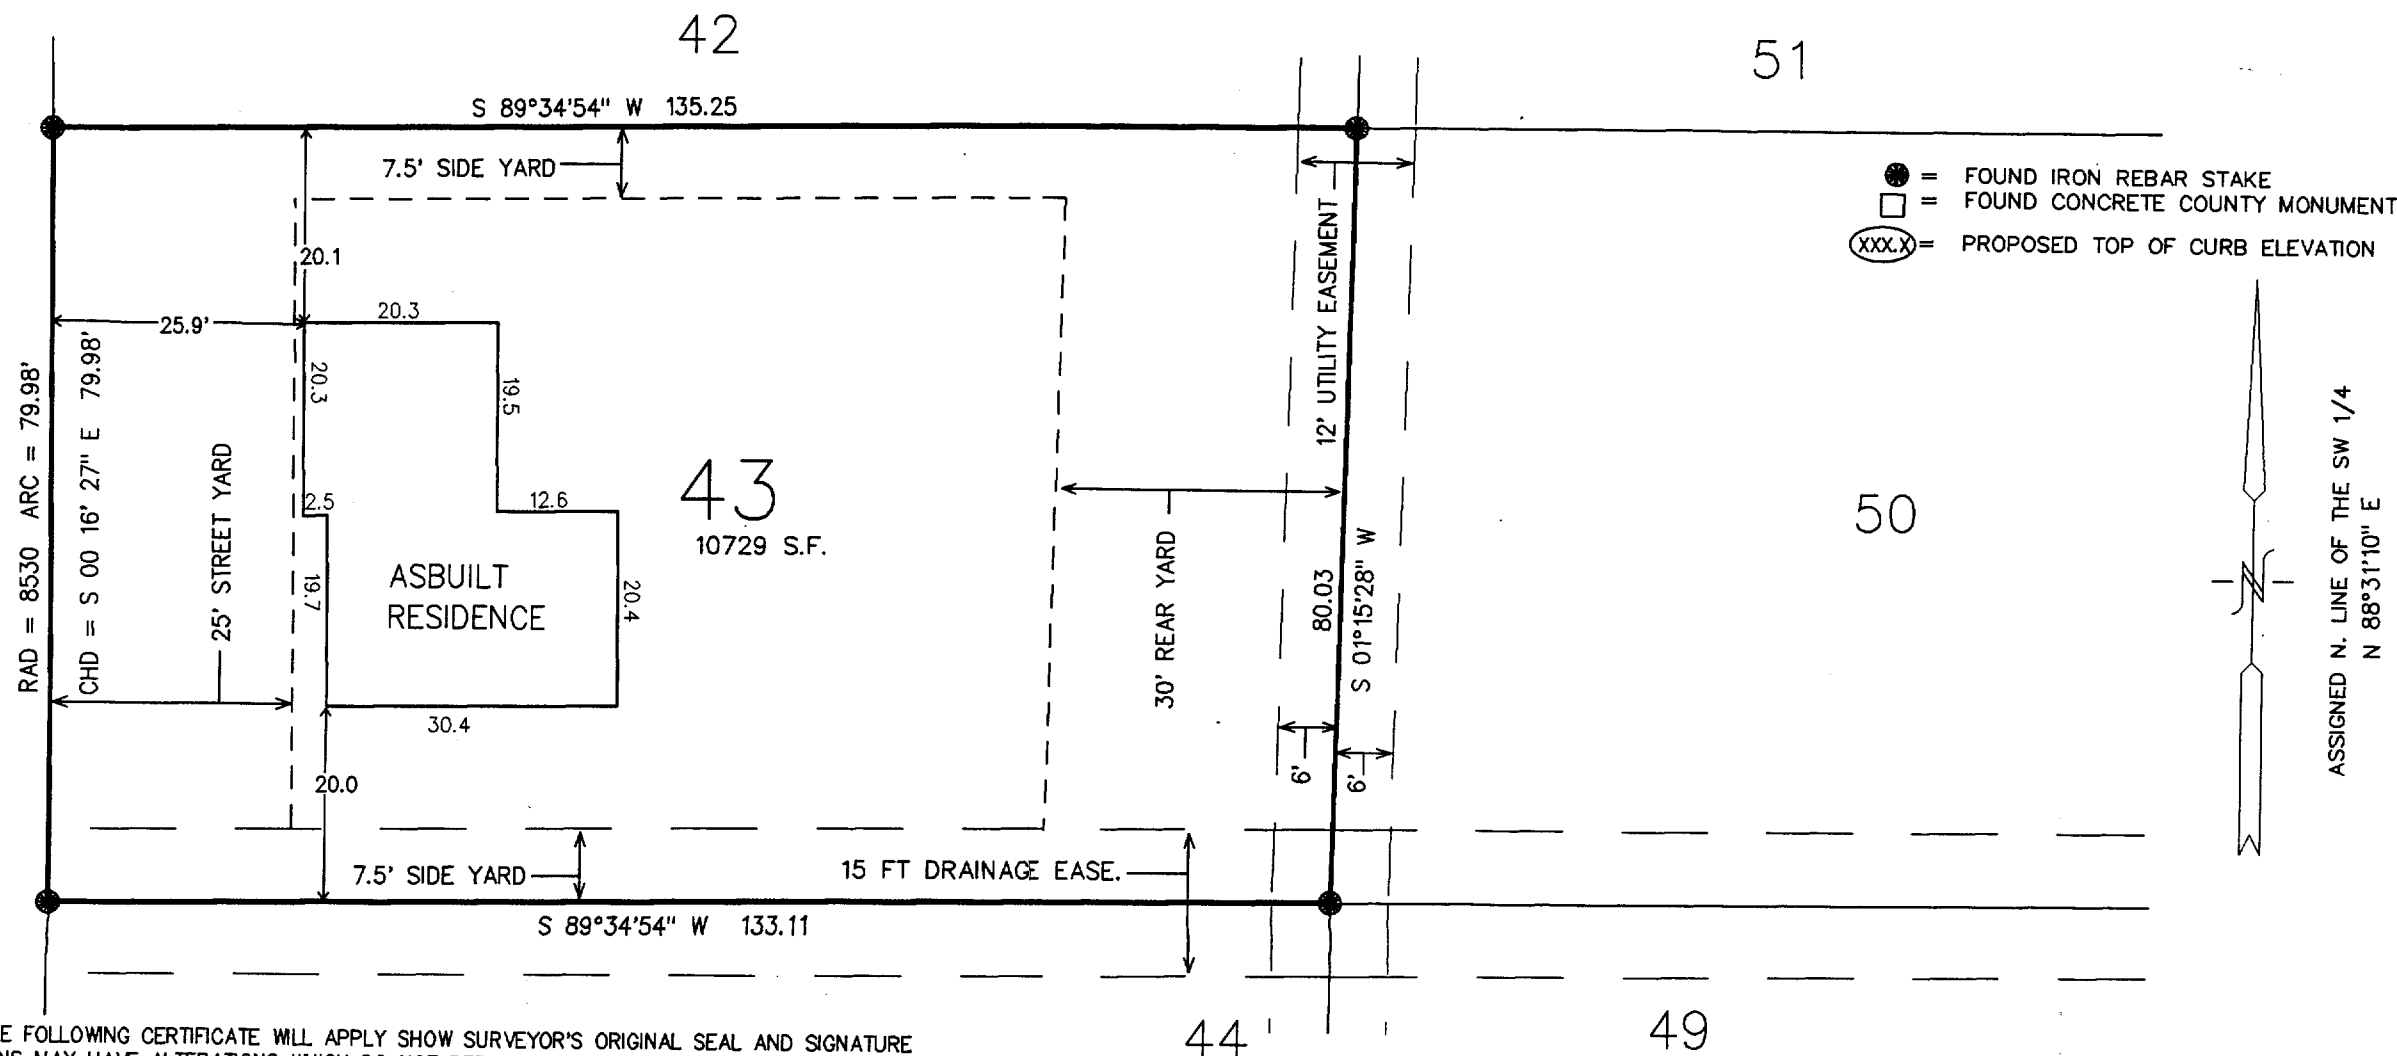 42
51
S 89°34'54" W 135.25
7.5' SIDE YARD
= FOUND IRON REBAR STAKE
= FOUND CONCRETE COUNTY MONUMENT
XXX.X = PROPOSED TOP OF CURB ELEVATION
12' UTILITY EASEMENT
20.1
25.9'
20.3
20.3
19.5
RAD = 8530 ARC = 79.98'
CHD = S 00 16' 27" E 79.98'
25' STREET YARD
2.5
12.6
43
10729 S.F.
50
ASSIGNED N. LINE OF THE SW 1/4
N 88°31'10" E
N
19.7
ASBUILT
RESIDENCE
20.4
30' REAR YARD
80.03
S 01°15'28" W
30.4
6'
6'
20.0
7.5' SIDE YARD
15 FT DRAINAGE EASE.
S 89°34'54" W 133.11
44
49
E FOLLOWING CERTIFICATE WILL APPLY SHOW SURVEYOR'S ORIGINAL SEAL AND SIGNATURE